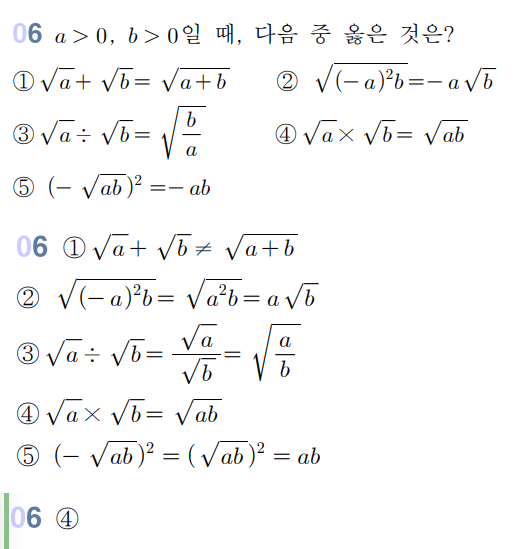 06 a > 0, b > 0일 때, 다음 중 옳은 것은?
① √a + √b = √(a+b) ② √((-a)²b) = -a√b
③ √a ÷ √b = √(b/a) ④ √a × √b = √(ab)
⑤ (-√(ab))² = -ab
06 ① √a + √b ≠ √(a+b)
② √((-a)²b) = √(a²b) = a√b
③ √a ÷ √b = √a/√b = √(a/b)
④ √a × √b = √(ab)
⑤ (-√(ab))² = (√(ab))² = ab
06 ④